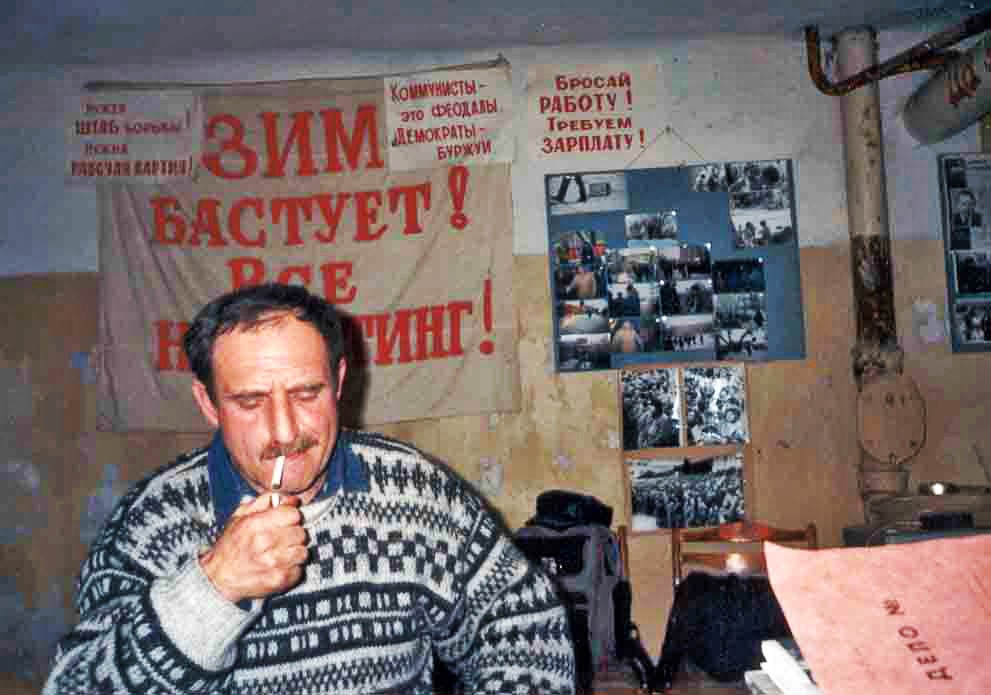 НУЖЕН
ШТАБ БОРЬБЫ!
НУЖНА
РАБОЧАЯ ПАРТИЯ!
ЗИМ
БАСТУЕТ!
ВСЕ
Н ТИНГ!
КОММУНИСТЫ-
ЭТО ФЕОДАЛЫ
ДЕМОКРАТЫ-
БУРЖУИ
БРОСАЙ
РАБОТУ!
ТРЕБУЕМ
ЗАРПЛАТУ!
ДЕЛО №